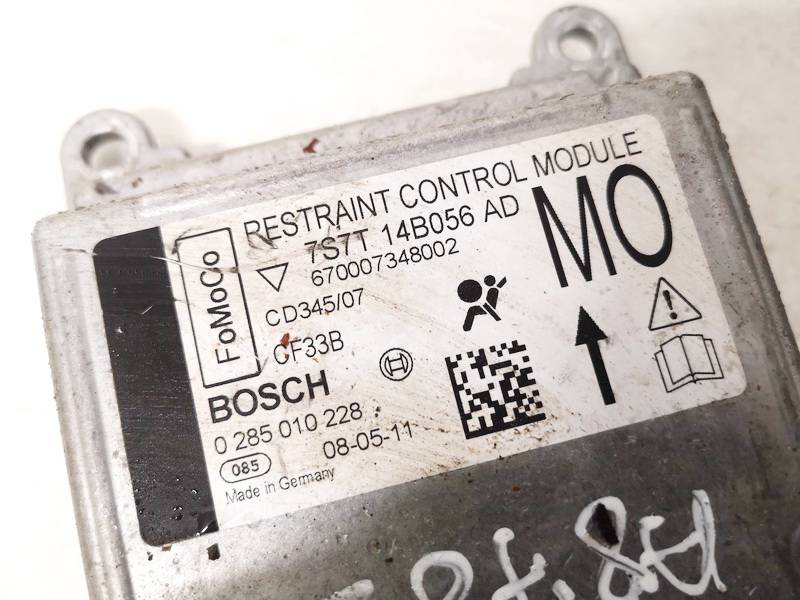 RESTRAINT CONTROL MODULE
FoMoCo
7S7T 14B056 AD
MO
670007348002
CD345/07
CF33B
BOSCH
0 285 010 228
085
08-05-11
Made in Germany